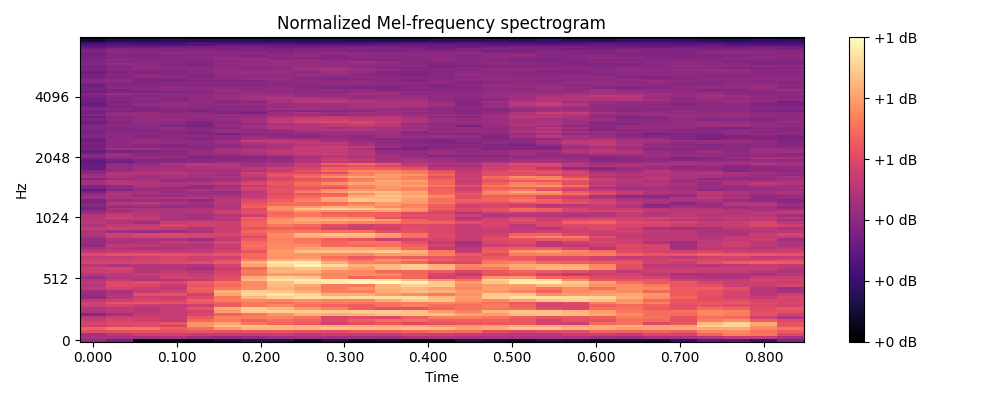 Normalized Mel-frequency spectrogram
Hz
4096
2048
1024
512
0
0.000 0.100 0.200 0.300 0.400 0.500 0.600 0.700 0.800
Time
+1 dB
+1 dB
+1 dB
+0 dB
+0 dB
+0 dB